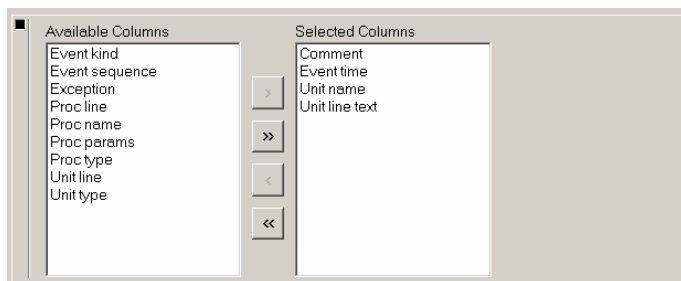 Available Columns
Event kind
Event sequence
Exception
Proc line
Proc name
Proc params
Proc type
Unit line
Unit type
>
»
<
«
Selected Columns
Comment
Event time
Unit name
Unit line text